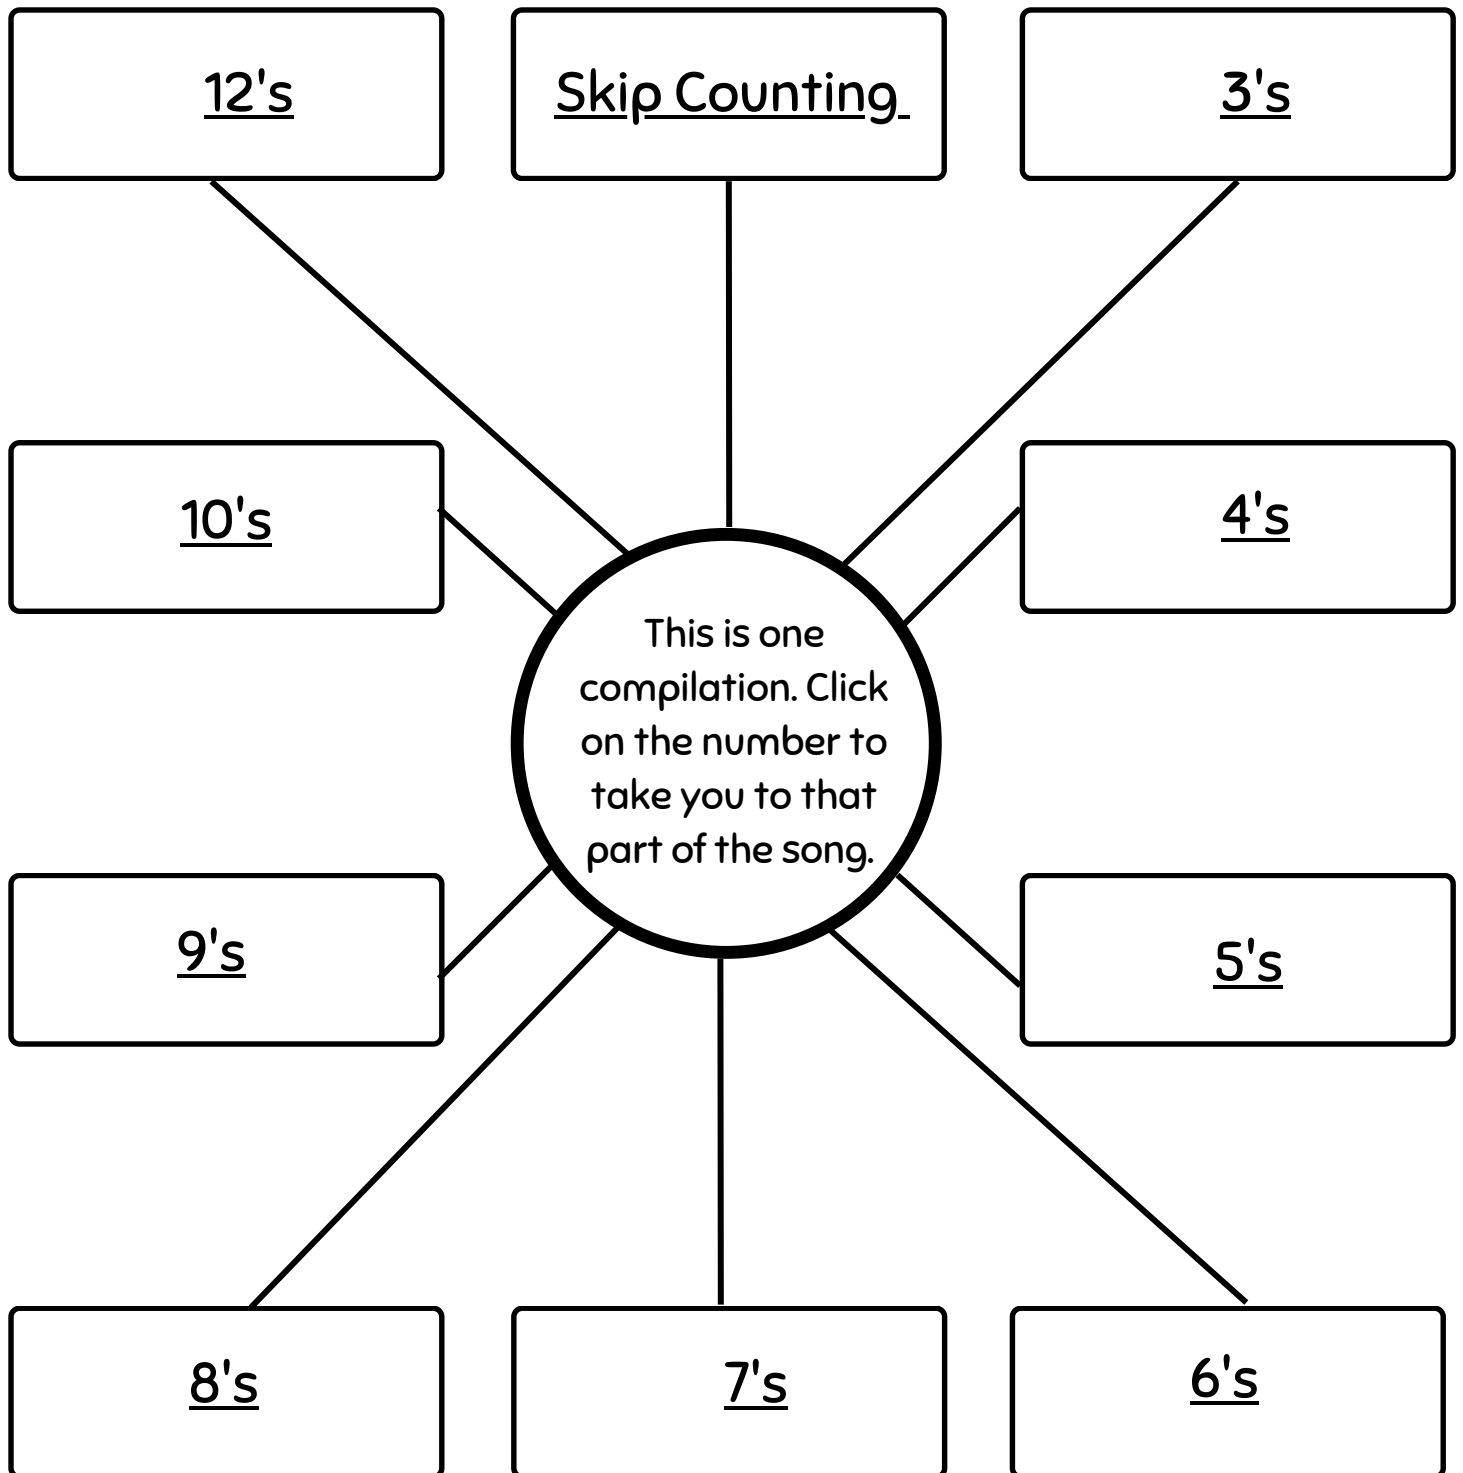 12's
Skip Counting
3's
10's
4's
This is one
compilation. Click
on the number to
take you to that
part of the song.
9's
5's
8's
7's
6's